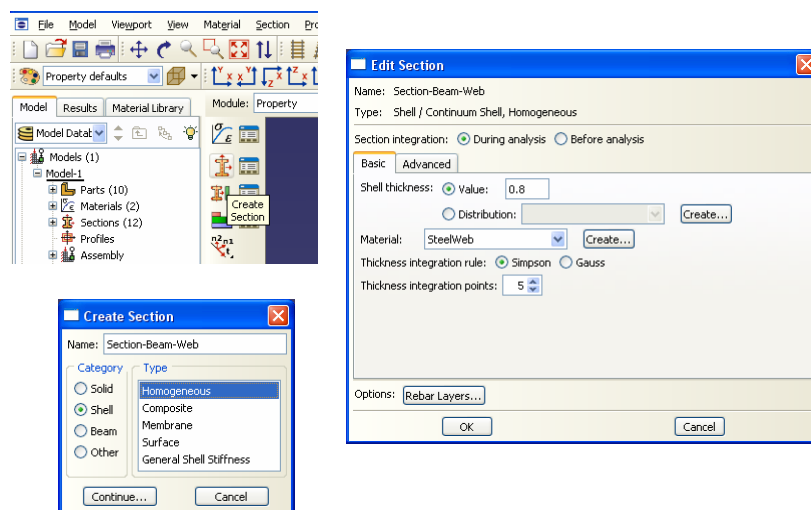 File Model Viewport View Material Section Pro
Property defaults
Model Results Material Library Module: Property
Model Datab
Models (1)
Model-1
Parts (10)
Materials (2)
Sections (12)
Profiles
Assembly
Create
Section
Create Section
Name: Section-Beam-Web
Category Type
Solid Homogeneous
Shell Composite
Beam Membrane
Other Surface
General Shell Stiffness
Continue... Cancel
Edit Section
Name: Section-Beam-Web
Type: Shell / Continuum Shell, Homogeneous
Section integration: During analysis Before analysis
Basic Advanced
Shell thickness: Value: 0.8
Distribution: Create...
Material: SteelWeb Create...
Thickness integration rule: Simpson Gauss
Thickness integration points: 5
Options: Rebar Layers...
OK Cancel